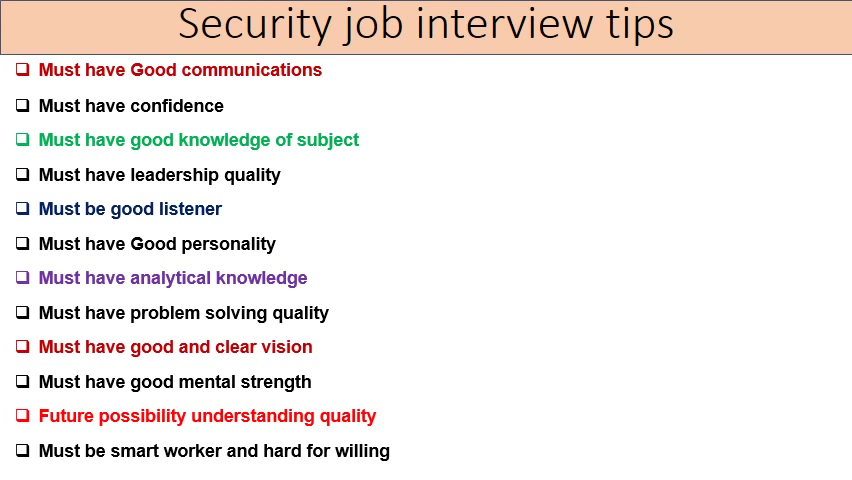 Security job interview tips
Must have Good communications
Must have confidence
Must have good knowledge of subject
Must have leadership quality
Must be good listener
Must have Good personality
Must have analytical knowledge
Must have problem solving quality
Must have good and clear vision
Must have good mental strength
Future possibility understanding quality
Must be smart worker and hard for willing